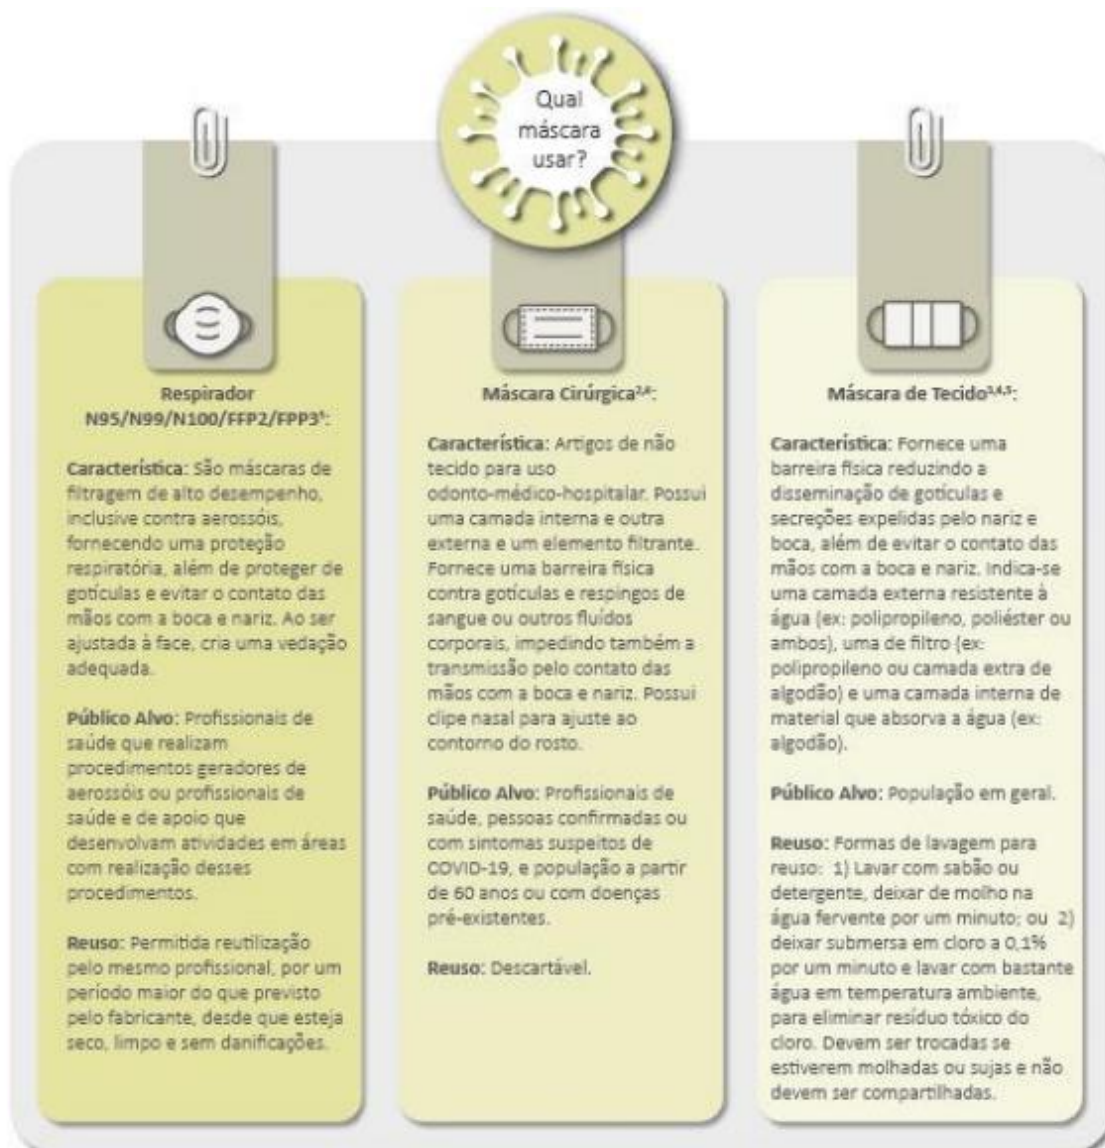 Qual
máscara
usar?
Respirador
N95/N99/N100/FFP2/FPP3¹:
Característica: São máscaras de
filtragem de alto desempenho,
inclusive contra aerossóis,
fornecendo uma proteção
respiratória, além de proteger de
gotículas e evitar o contato das
mãos com a boca e nariz. Ao ser
ajustada à face, cria uma vedação
adequada.
Público Alvo: Profissionais de
saúde que realizam
procedimentos geradores de
aerossóis ou profissionais de
saúde e de apoio que
desenvolvam atividades em áreas
com realização desses
procedimentos.
Reuso: Permitida reutilização
pelo mesmo profissional, por um
período maior do que previsto
pelo fabricante, desde que esteja
seco, limpo e sem danificações.
Máscara Cirúrgica²,⁴:
Característica: Artigos de não
tecido para uso
odonto-médico-hospitalar. Possui
uma camada interna e outra
externa e um elemento filtrante.
Fornece uma barreira física
contra gotículas e respingos de
sangue ou outros fluídos
corporais, impedindo também a
transmissão pelo contato das
mãos com a boca e nariz. Possui
clipe nasal para ajuste ao
contorno do rosto.
Público Alvo: Profissionais de
saúde, pessoas confirmadas ou
com sintomas suspeitos de
COVID-19, e população a partir
de 60 anos ou com doenças
pré-existentes.
Reuso: Descartável.
Máscara de Tecido³,⁴,⁵:
Característica: Fornece uma
barreira física reduzindo a
disseminação de gotículas e
secreções expelidas pelo nariz e
boca, além de evitar o contato das
mãos com a boca e nariz. Indica-se
uma camada externa resistente à
água (ex: polipropileno, poliéster ou
ambos), uma de filtro (ex:
polipropileno ou camada extra de
algodão) e uma camada interna de
material que absorva a água (ex:
algodão).
Público Alvo: População em geral.
Reuso: Formas de lavagem para
reuso: 1) Lavar com sabão ou
detergente, deixar de molho na
água fervente por um minuto; ou 2)
deixar submersa em cloro a 0,1%
por um minuto e lavar com bastante
água em temperatura ambiente,
para eliminar resíduo tóxico do
cloro. Devem ser trocadas se
estiverem molhadas ou sujas e não
devem ser compartilhadas.